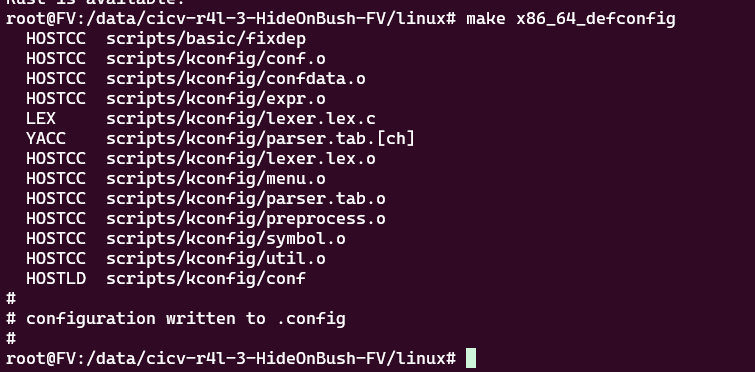 Rust is available!
root@FV:/data/cicv-r4l-3-HideOnBush-FV/linux# make x86_64_defconfig
  HOSTCC  scripts/basic/fixdep
  HOSTCC  scripts/kconfig/conf.o
  HOSTCC  scripts/kconfig/confdata.o
  HOSTCC  scripts/kconfig/expr.o
  LEX     scripts/kconfig/lexer.lex.c
  YACC    scripts/kconfig/parser.tab.[ch]
  HOSTCC  scripts/kconfig/lexer.lex.o
  HOSTCC  scripts/kconfig/menu.o
  HOSTCC  scripts/kconfig/parser.tab.o
  HOSTCC  scripts/kconfig/preprocess.o
  HOSTCC  scripts/kconfig/symbol.o
  HOSTCC  scripts/kconfig/util.o
  HOSTLD  scripts/kconfig/conf
#
# configuration written to .config
#
root@FV:/data/cicv-r4l-3-HideOnBush-FV/linux#